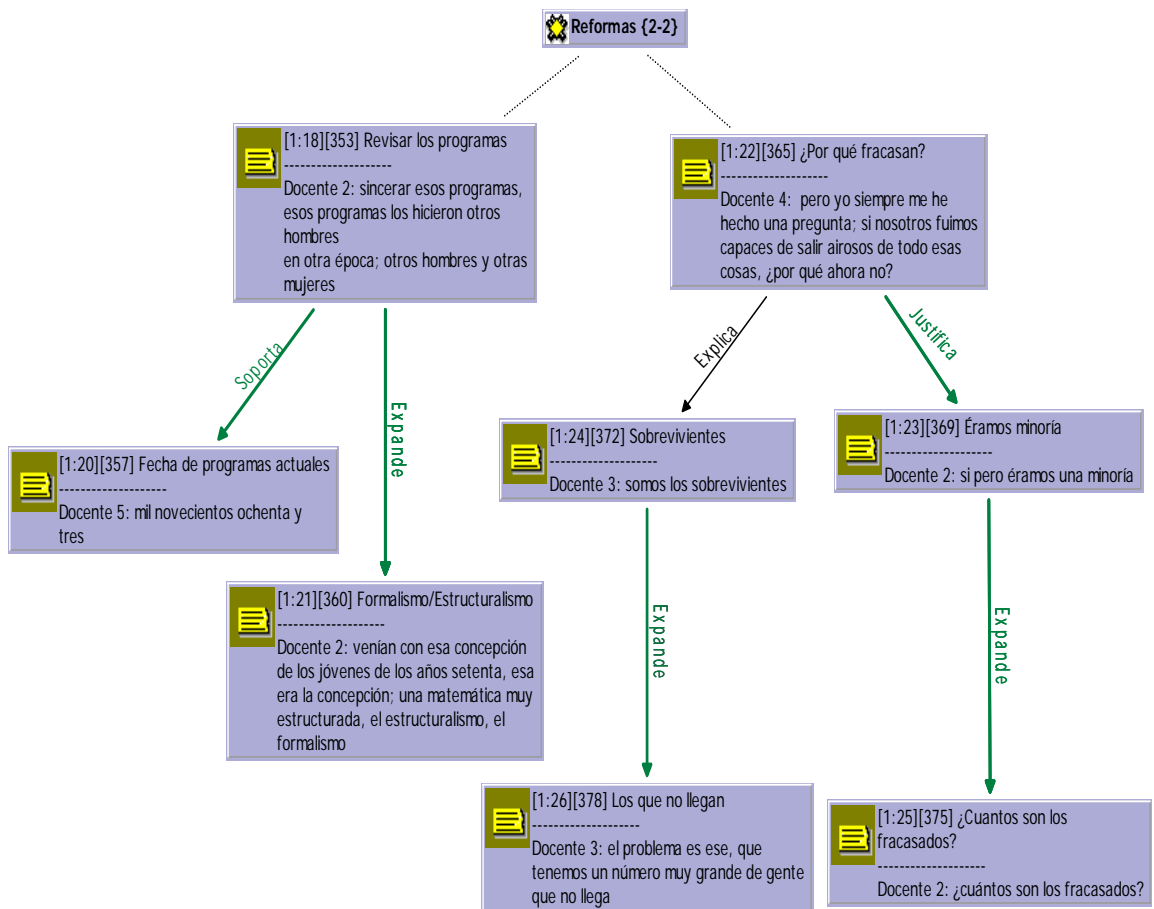 Reformas {2-2}
[1:18][353] Revisar los programas
--------------------
Docente 2: sincerar esos programas,
esos programas los hicieron otros
hombres
en otra época; otros hombres y otras
mujeres
[1:22][365] ¿Por qué fracasan?
--------------------
Docente 4:  pero yo siempre me he
hecho una pregunta; si nosotros fuimos
capaces de salir airosos de todo esas
cosas, ¿por qué ahora no?
Soporta
Expande
Explica
Justifica
[1:20][357] Fecha de programas actuales
--------------------
Docente 5: mil novecientos ochenta y
tres
[1:24][372] Sobrevivientes
--------------------
Docente 3: somos los sobrevivientes
[1:23][369] Éramos minoría
--------------------
Docente 2: si pero éramos una minoría
[1:21][360] Formalismo/Estructuralismo
--------------------
Docente 2: venían con esa concepción
de los jóvenes de los años setenta, esa
era la concepción; una matemática muy
estructurada, el estructuralismo, el
formalismo
Expande
Expande
[1:26][378] Los que no llegan
--------------------
Docente 3: el problema es ese, que
tenemos un número muy grande de gente
que no llega
[1:25][375] ¿Cuantos son los
fracasados?
--------------------
Docente 2: ¿cuántos son los fracasados?